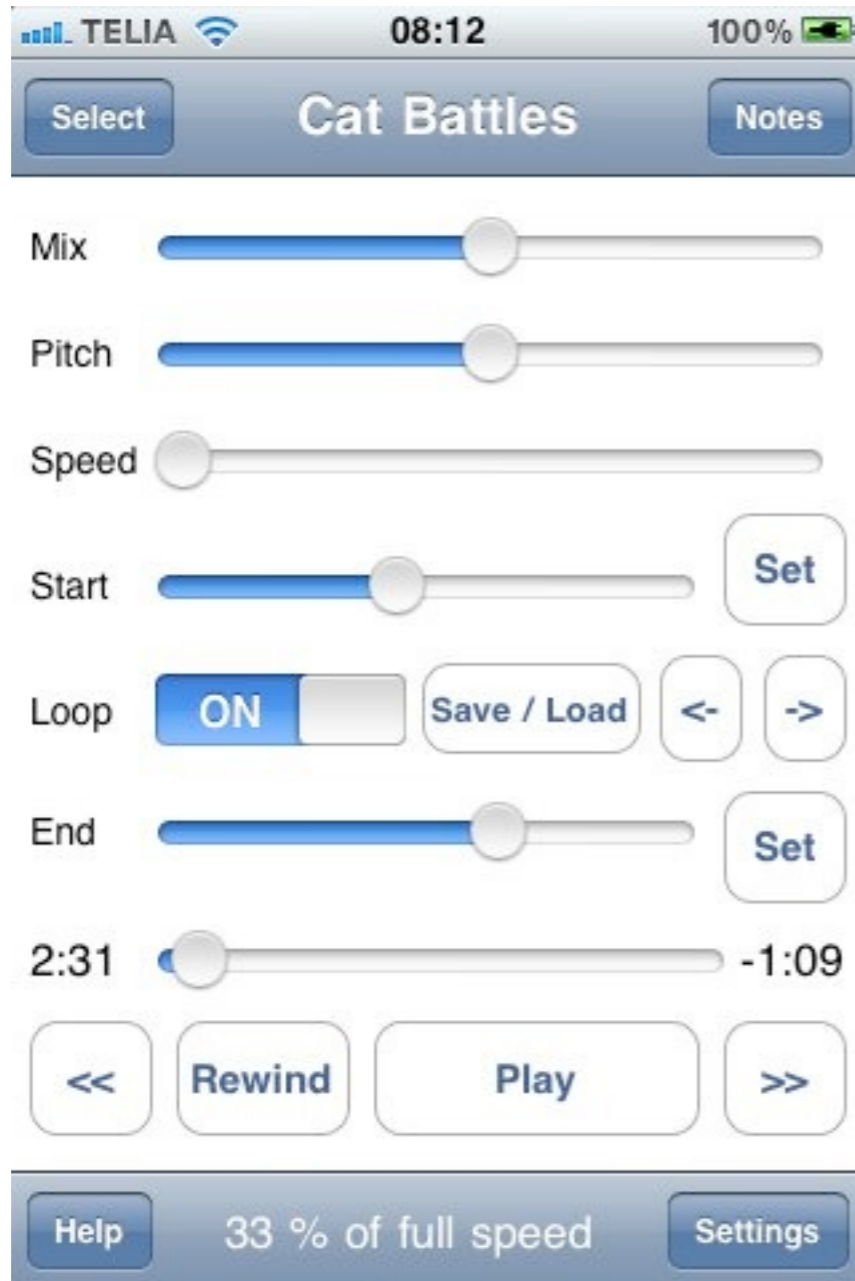 TELIA 08:12 100%
Select Cat Battles Notes
Mix
Pitch
Speed
Start Set
Loop ON Save / Load <- ->
End Set
2:31 -1:09
<< Rewind Play >>
Help 33 % of full speed Settings